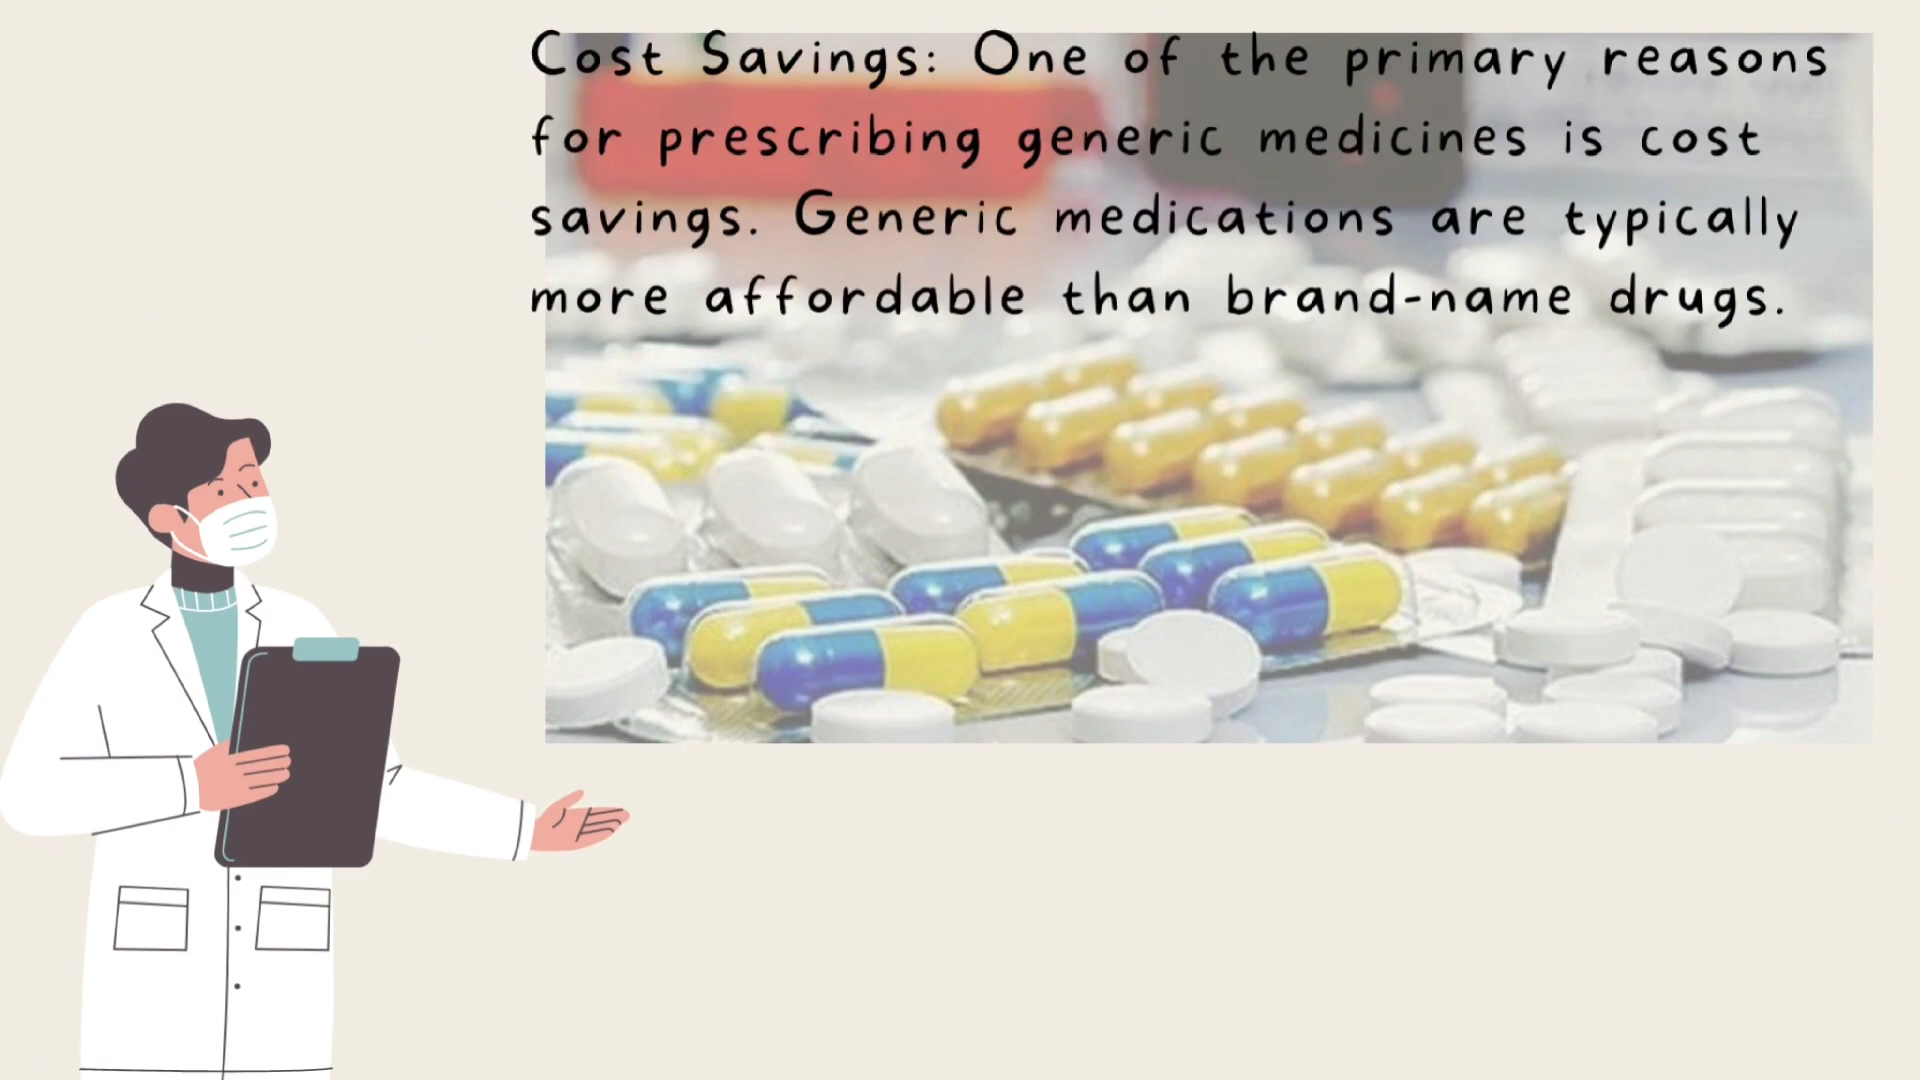 Cost Savings: One of the primary reasons
for prescribing generic medicines is cost
savings. Generic medications are typically
more affordable than brand-name drugs.